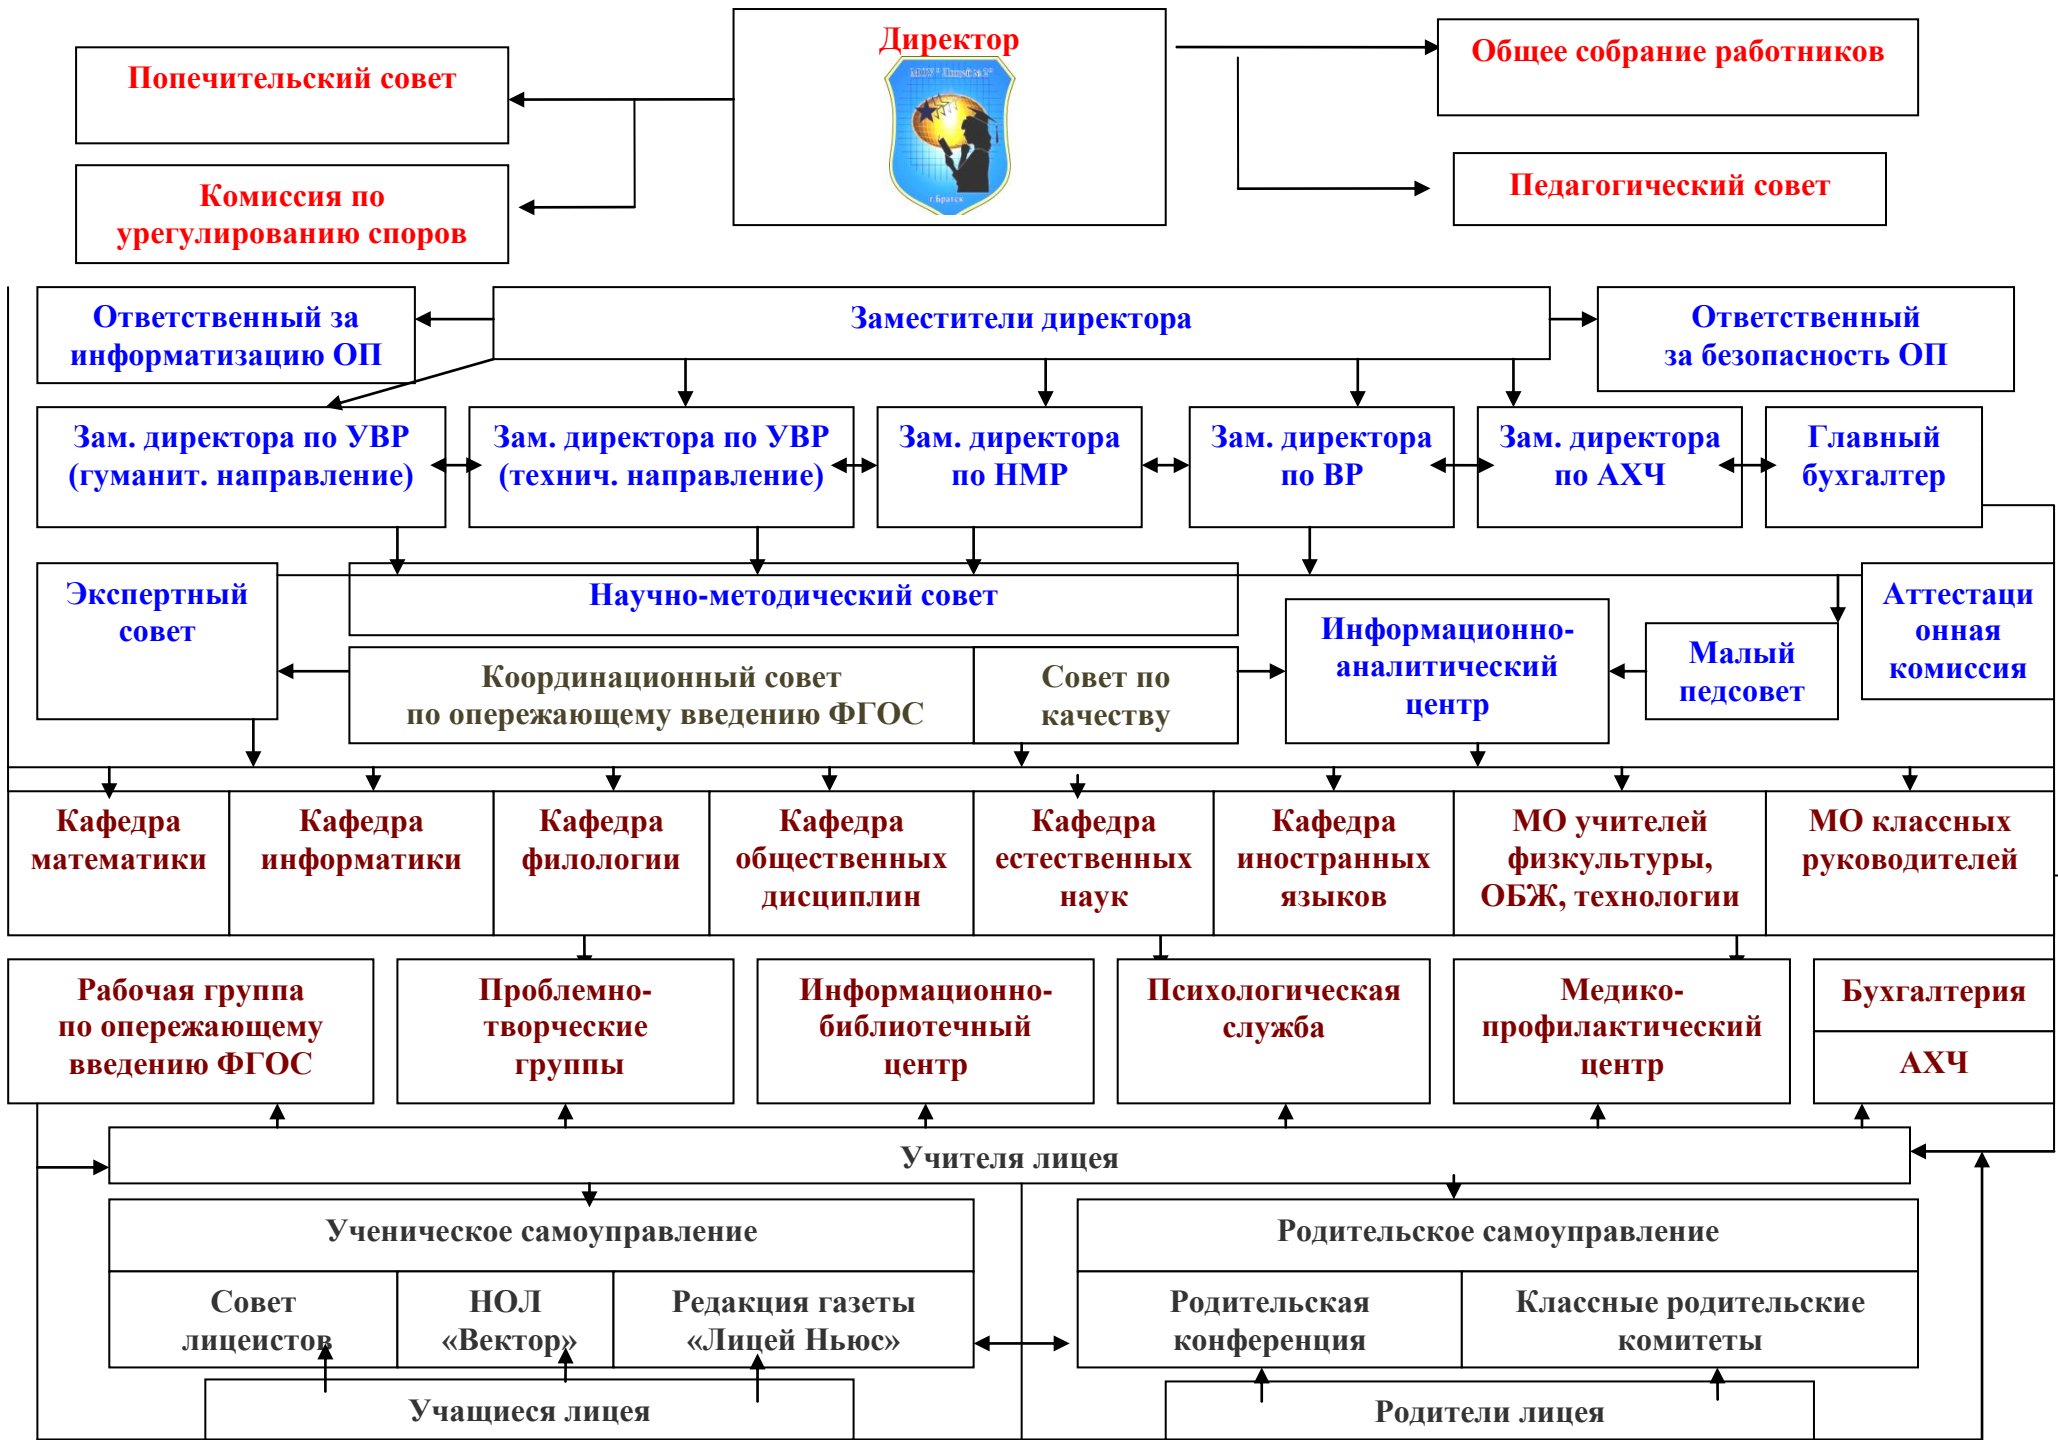 Директор
МОУ "Лицей №2"
г.Братск
Попечительский совет
Общее собрание работников
Комиссия по
урегулированию споров
Педагогический совет
Ответственный за
информатизацию ОП
Заместители директора
Ответственный
за безопасность ОП
Зам. директора по УВР
(гуманит. направление)
Зам. директора по УВР
(технич. направление)
Зам. директора
по НМР
Зам. директора
по ВР
Зам. директора
по АХЧ
Главный
бухгалтер
Экспертный
совет
Научно-методический совет
Информационно-
аналитический
центр
Малый
педсовет
Аттестаци
онная
комиссия
Координационный совет
по опережающему введению ФГОС
Совет по
качеству
Кафедра
математики
Кафедра
информатики
Кафедра
филологии
Кафедра
общественных
дисциплин
Кафедра
естественных
наук
Кафедра
иностранных
языков
МО учителей
физкультуры,
ОБЖ, технологии
МО классных
руководителей
Рабочая группа
по опережающему
введению ФГОС
Проблемно-
творческие
группы
Информационно-
библиотечный
центр
Психологическая
служба
Медико-
профилактический
центр
Бухгалтерия
АХЧ
Учителя лицея
Ученическое самоуправление
Родительское самоуправление
Совет
лицеистов
НОЛ
«Вектор»
Редакция газеты
«Лицей Ньюс»
Родительская
конференция
Классные родительские
комитеты
Учащиеся лицея
Родители лицея